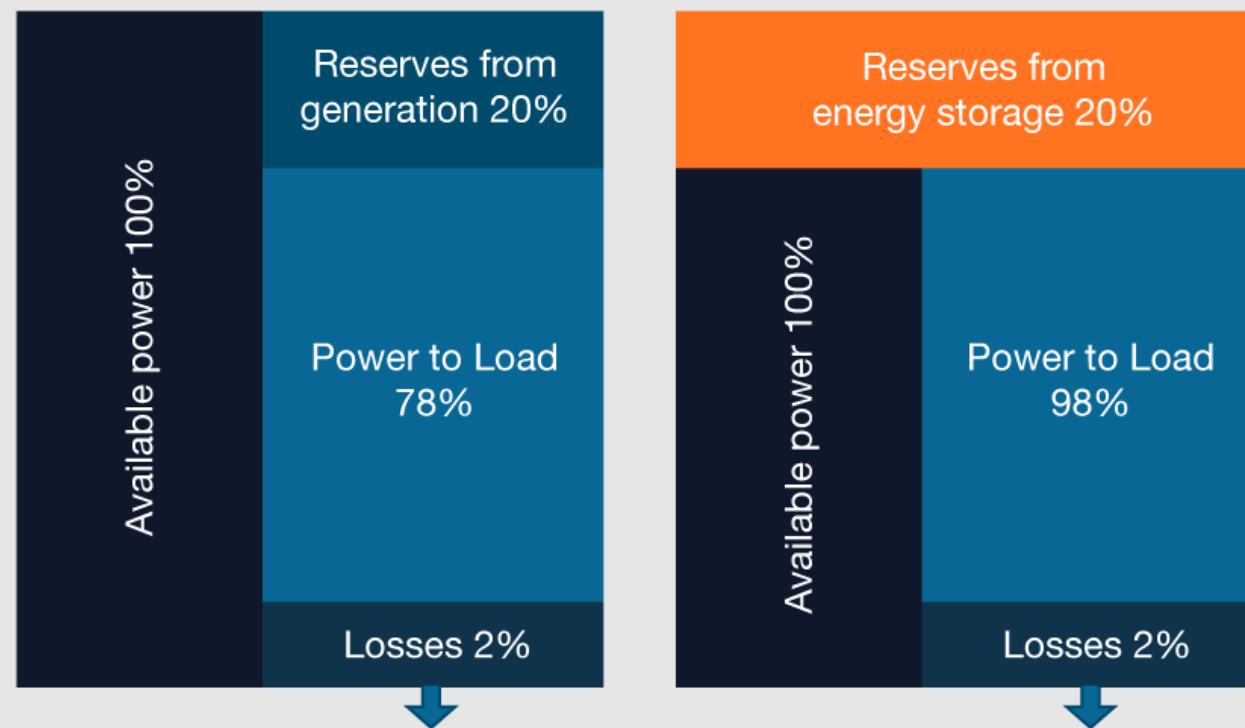 Available power 100%
Reserves from
generation 20%
Power to Load
78%
Losses 2%
Reserves from
energy storage 20%
Available power 100%
Power to Load
98%
Losses 2%